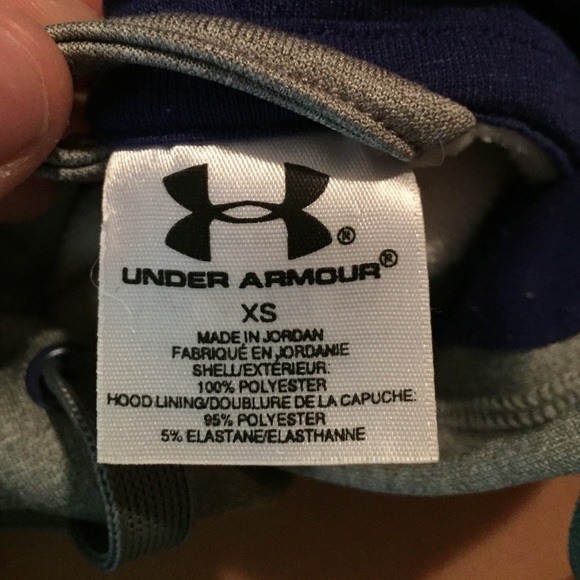 UNDER ARMOUR®
XS
MADE IN JORDAN
FABRIQUÉ EN JORDANIE
SHELL/EXTÉRIEUR:
100% POLYESTER
HOOD LINING/DOUBLURE DE LA CAPUCHE:
95% POLYESTER
5% ELASTANE/ELASTHANNE